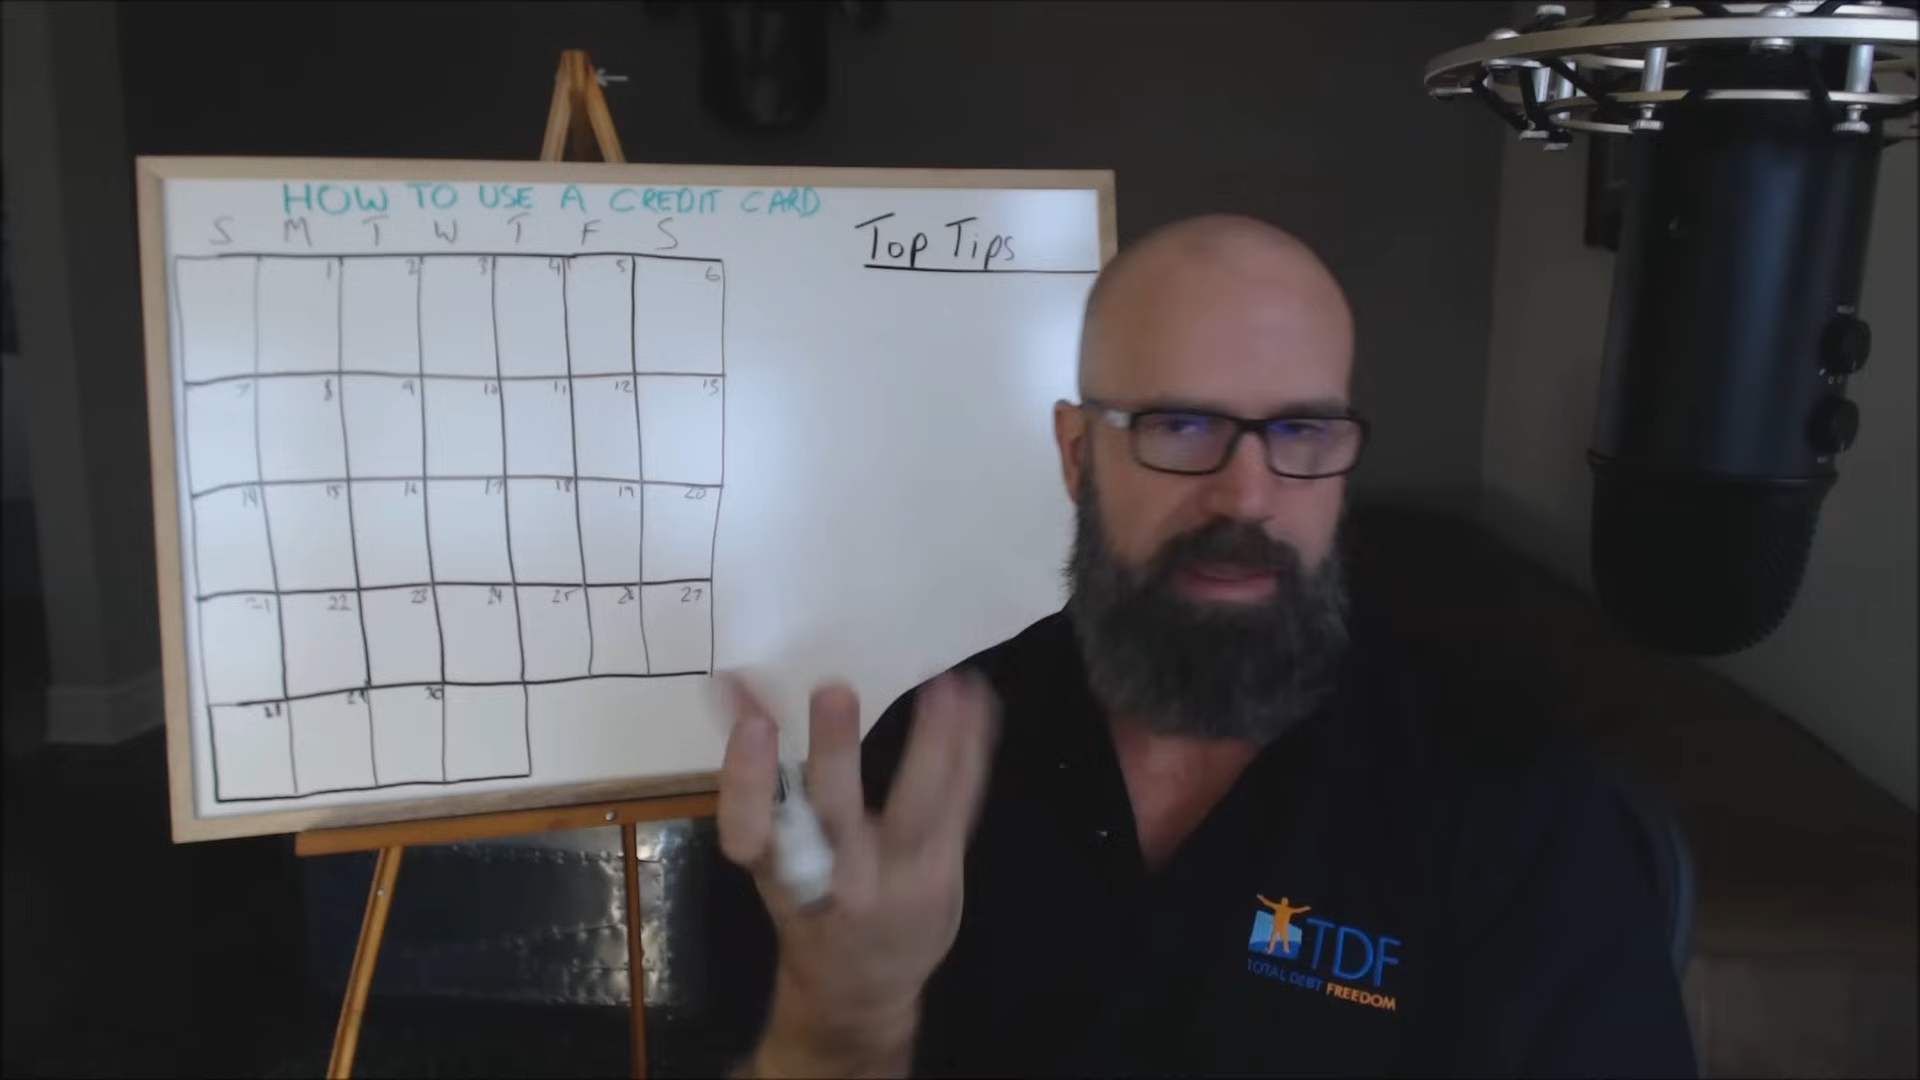 HOW TO USE A CREDIT CARD
S M T W T F S
Top Tips
1 2 3 4 5 6
7 8 9 10 11 12 13
14 15 16 17 18 19 20
21 22 23 24 25 26 27
28 29 30
TDF
TOTAL DEBT FREEDOM